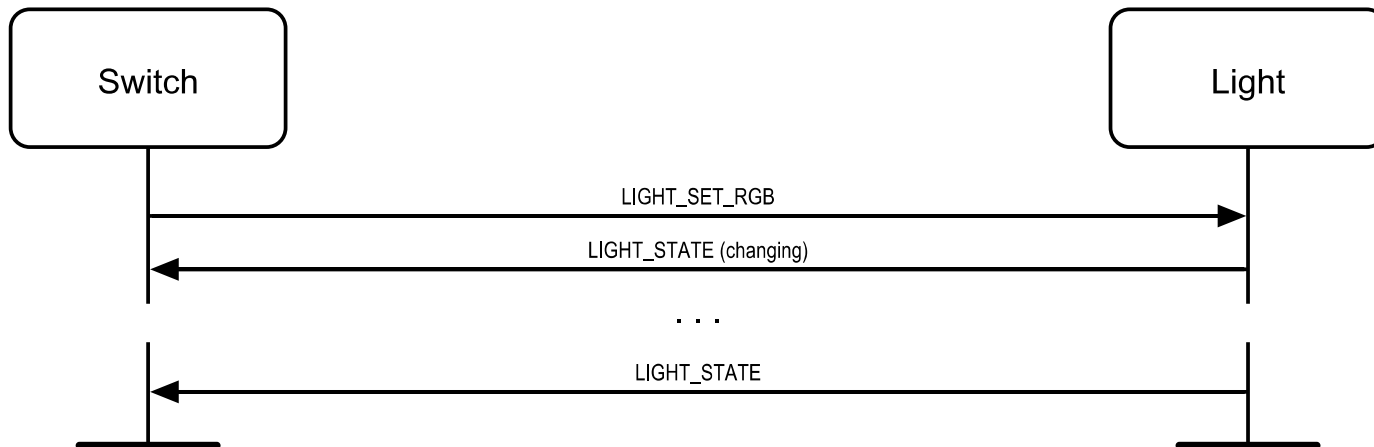 Switch
Light
LIGHT_SET_RGB
LIGHT_STATE (changing)
. . .
LIGHT_STATE